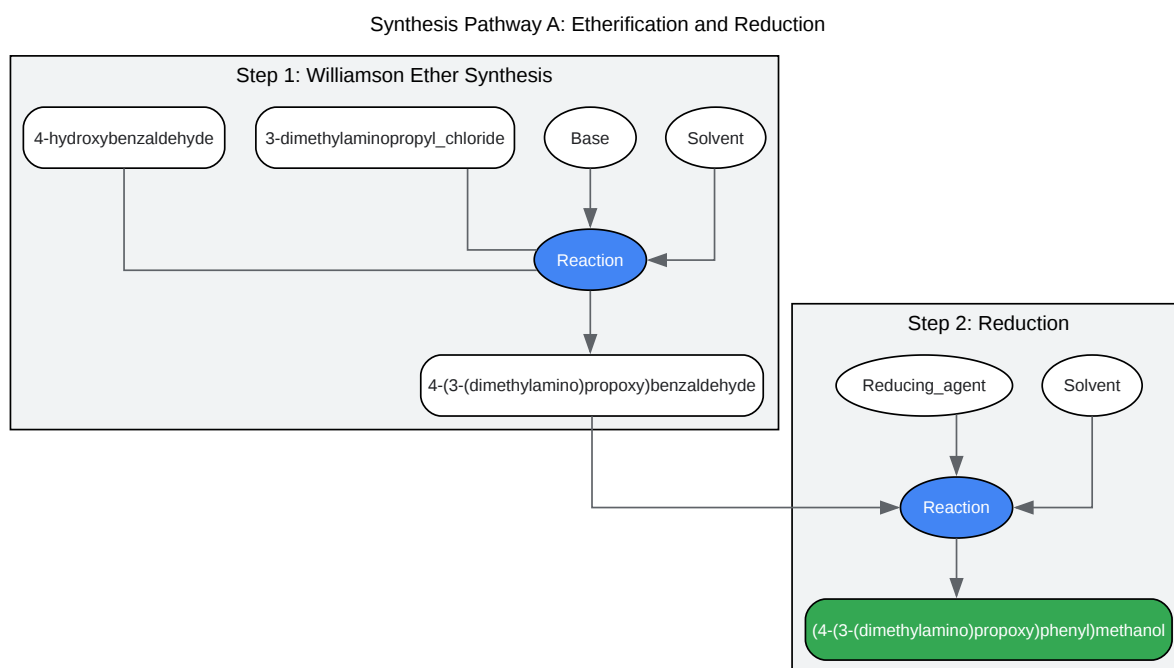 Synthesis Pathway A: Etherification and Reduction
Step 1: Williamson Ether Synthesis
4-hydroxybenzaldehyde
3-dimethylaminopropyl_chloride
Base
Solvent
Reaction
4-(3-(dimethylamino)propoxy)benzaldehyde
Step 2: Reduction
Reducing_agent
Solvent
Reaction
(4-(3-(dimethylamino)propoxy)phenyl)methanol